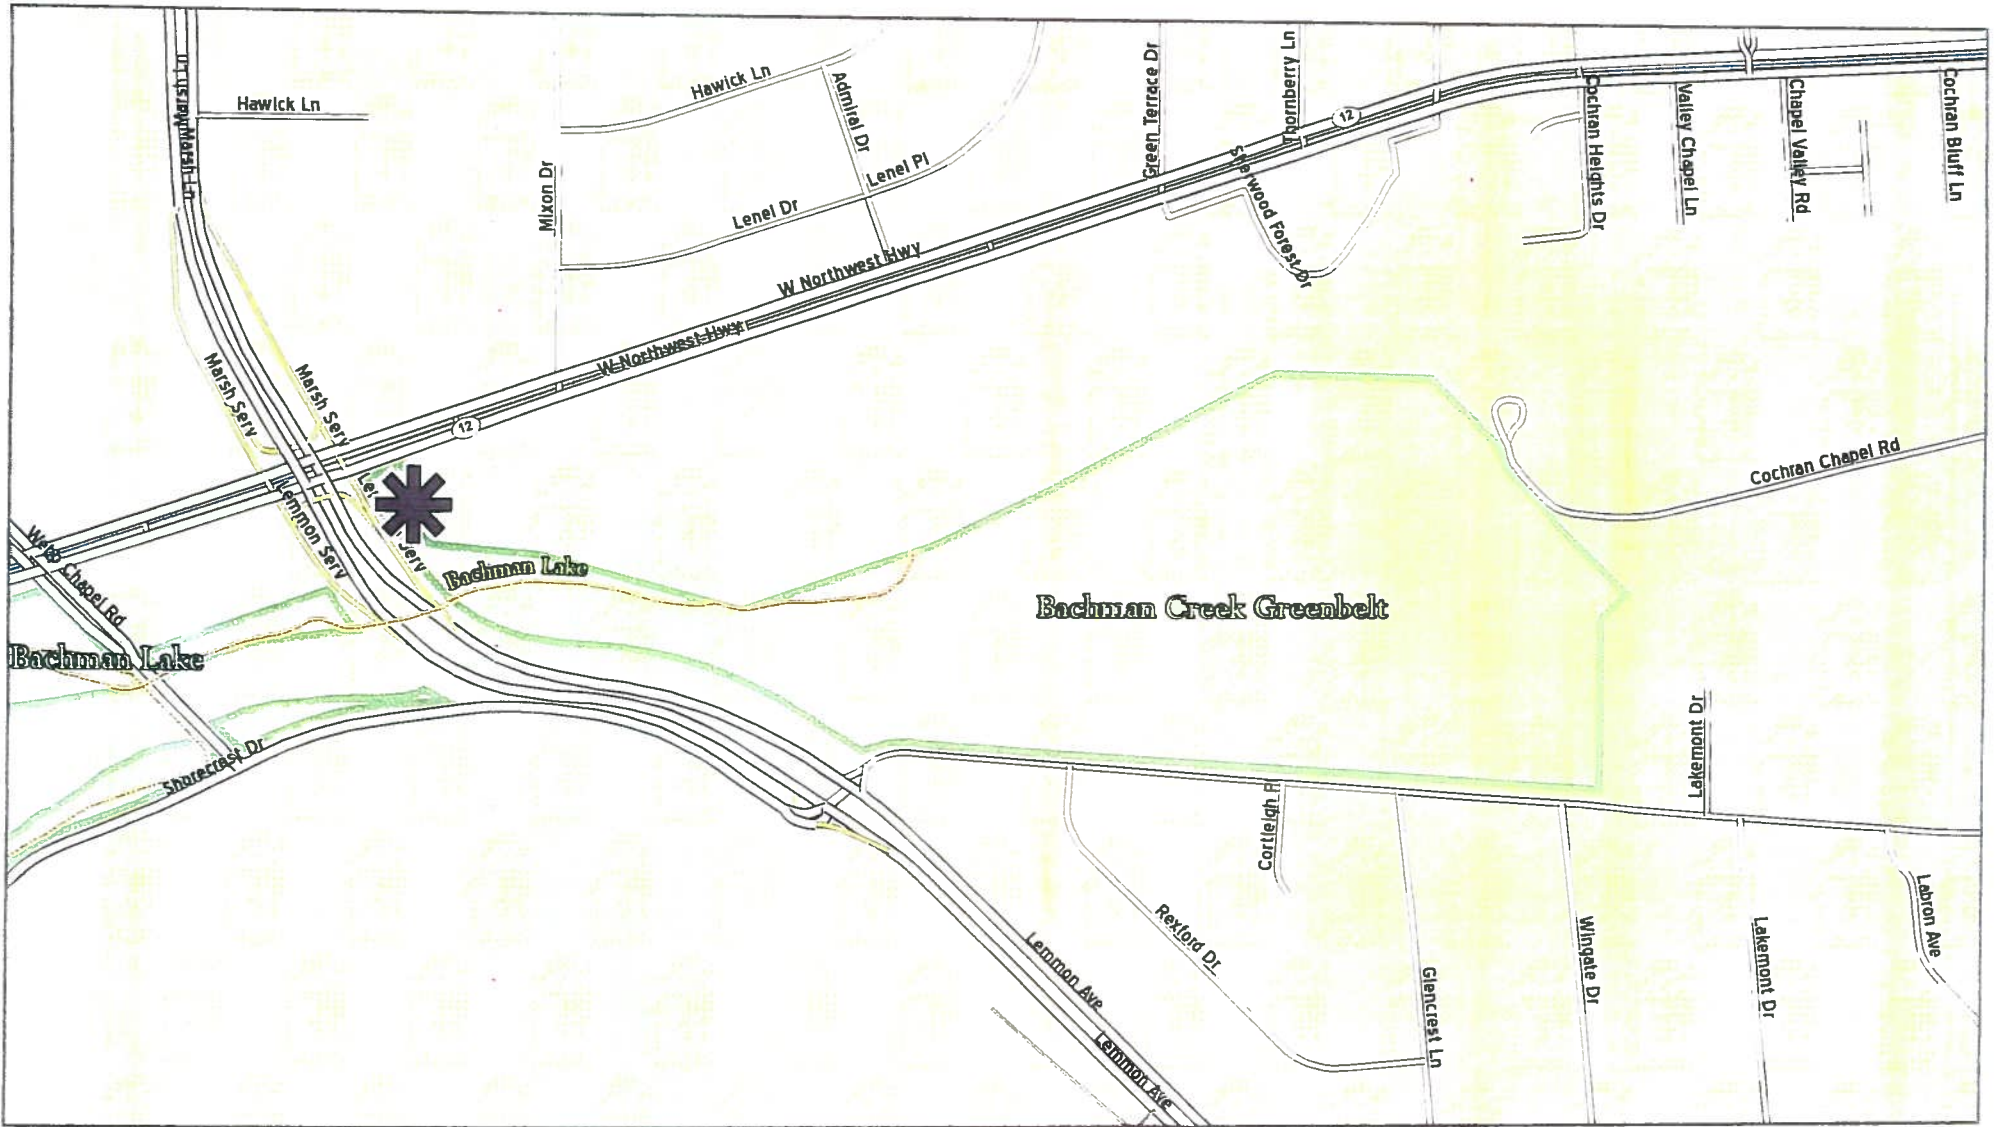 Marsh Ln
Marsh Ln
Hawick Ln
Hawick Ln
Admiral Dr
Lenel Pl
Lenel Dr
Mixon Dr
Green Terrace Dr
Thornberry Ln
12
Sherwood Forest Dr
Cochran Heights Dr
Valley Chapel Ln
Chapel Valley Rd
Cochran Bluff Ln
W Northwest Hwy
W Northwest Hwy
Marsh Serv
Marsh Serv
12
Cochran Chapel Rd
Lemmon Serv
Serv
Chapel Rd
Bachman Lake
Bachman Creek Greenbelt
Bachman Lake
Shorecrest Dr
Lakemont Dr
Cortleigh
Rexford Dr
Glencrest Ln
Wingate Dr
Lakemont Dr
Labron Ave
Lemmon Ave
Lemmon Ave